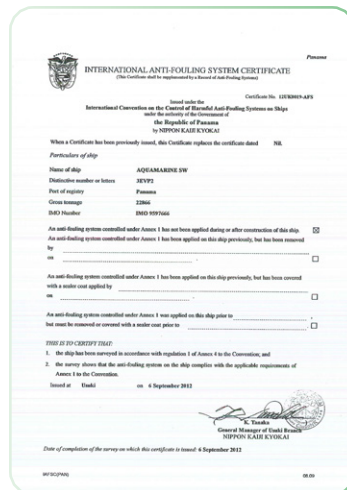 Panama
INTERNATIONAL ANTI-FOULING SYSTEM CERTIFICATE
(This Certificate shall be supplemented by a Record of Anti-Fouling Systems)
Certificate No. 12UK0019-AFS
Issued under the
International Convention on the Control of Harmful Anti-Fouling Systems on Ships
under the authority of the Government of
the Republic of Panama
by NIPPON KAIJI KYOKAI
When a Certificate has been previously issued, this Certificate replaces the certificate dated Nil.
Particulars of ship
Name of ship AQUAMARINE SW
Distinctive number or letters 3EVP2
Port of registry Panama
Gross tonnage 22866
IMO Number IMO 9597666
An anti-fouling system controlled under Annex 1 has not been applied during or after construction of this ship.
An anti-fouling system controlled under Annex 1 has been applied on this ship previously, but has been removed
by
on
An anti-fouling system controlled under Annex 1 has been applied on this ship previously, but has been covered
with a sealer coat applied by
on
An anti-fouling system controlled under Annex 1 was applied on this ship prior to ,
but must be removed or covered with a sealer coat prior to
THIS IS TO CERTIFY THAT:
1. the ship has been surveyed in accordance with regulation 1 of Annex 4 to the Convention; and
2. the survey shows that the anti-fouling system on the ship complies with the applicable requirements of
Annex 1 to the Convention.
Issued at Usuki on 6 September 2012
K. Tanaka
General Manager of Usuki Branch
NIPPON KAIJI KYOKAI
Date of completion of the survey on which this certificate is issued: 6 September 2012
IAFSC(PAN)
08.09